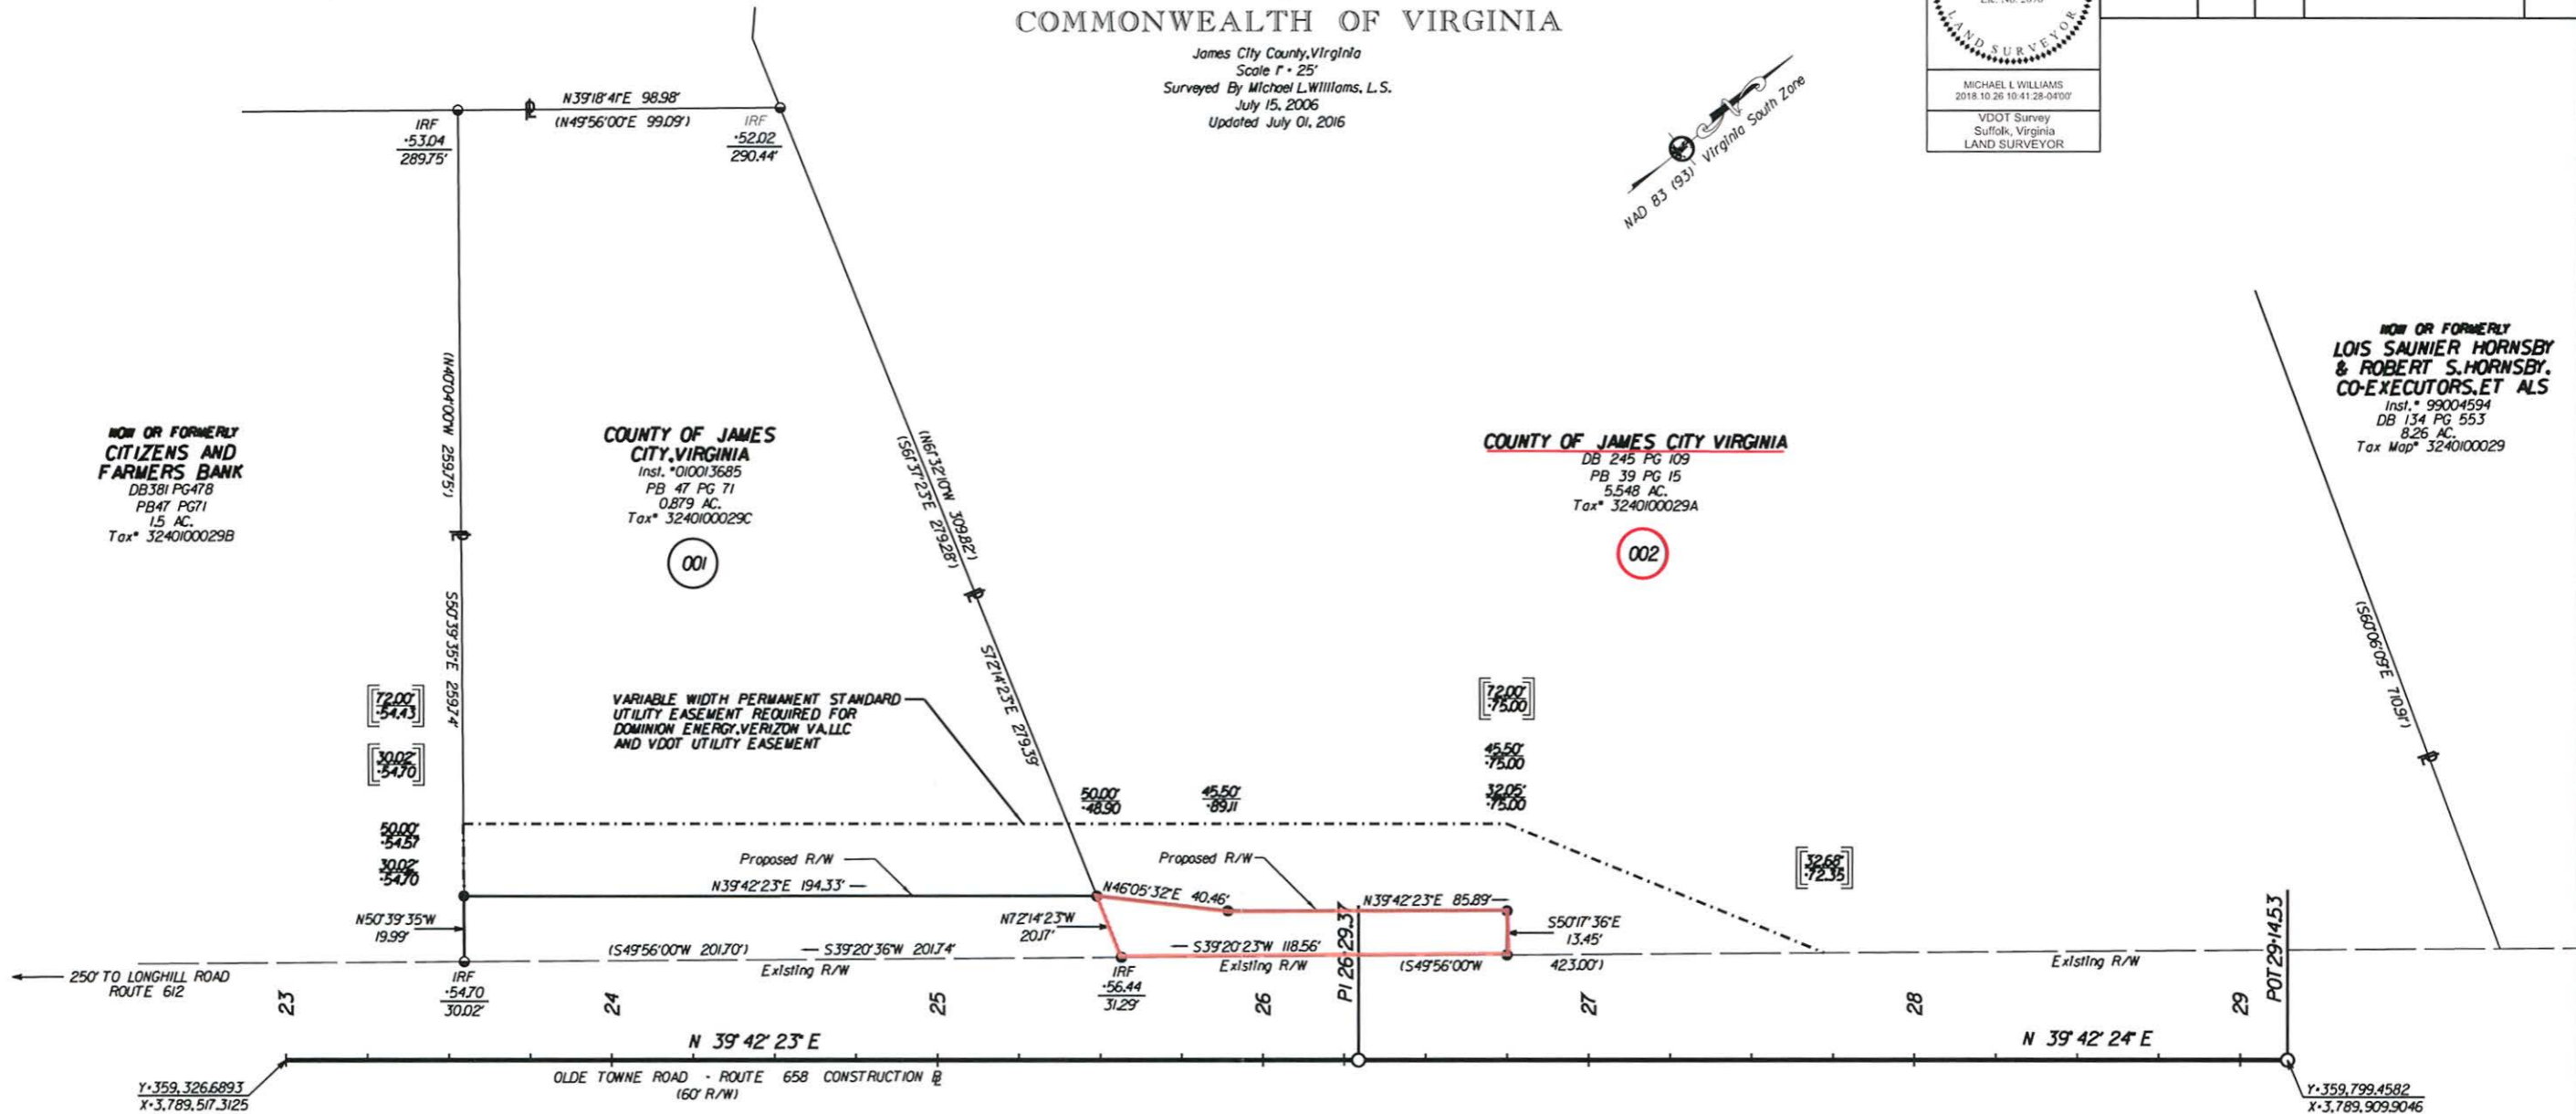 COMMONWEALTH OF VIRGINIA
James City County, Virginia
Scale 1" = 25'
Surveyed By Michael L. Williams, L.S.
July 15, 2006
Updated July 01, 2016
LAND SURVEYOR
MICHAEL L WILLIAMS
2018.10.26 10:41:28-04'00'
VDOT Survey
Suffolk, Virginia
LAND SURVEYOR
NAD 83 (93) Virginia South Zone
N39°18'41"E 98.98'
(N49°56'00"E 99.09')
IRF
+53.04
289.75'
IRF
+52.02
290.44'
(N40°04'00"W 259.75')
S50°39'35"E 259.74'
(N61°32'10"W 309.82')
(S61°37'23"E 279.28')
S72°14'23"E 279.39'
NOW OR FORMERLY
CITIZENS AND
FARMERS BANK
DB381 PG478
PB47 PG71
1.5 AC.
Tax# 3240100029B
COUNTY OF JAMES
CITY, VIRGINIA
Inst. #010013685
PB 47 PG 71
0.879 AC.
Tax# 3240100029C
001
COUNTY OF JAMES CITY VIRGINIA
DB 245 PG 109
PB 39 PG 15
5.548 AC.
Tax# 3240100029A
002
NOW OR FORMERLY
LOIS SAUNIER HORNSBY
& ROBERT S. HORNSBY,
CO-EXECUTORS, ET ALS
Inst.# 99004594
DB 134 PG 553
8.26 AC.
Tax Map# 3240100029
(S60°06'09"E 710.91')
VARIABLE WIDTH PERMANENT STANDARD
UTILITY EASEMENT REQUIRED FOR
DOMINION ENERGY, VERIZON VA. LLC
AND VDOT UTILITY EASEMENT
[72.00'
+54.43]
[30.02'
+54.70]
50.00'
+54.57
30.02'
+54.70
50.00'
+48.90
45.50'
+89.11
[72.00'
+75.00]
45.50'
+75.00
32.05'
+75.00
[32.68'
+72.35]
Proposed R/W
N39°42'23"E 194.33'
Proposed R/W
N46°05'32"E 40.46'
N39°42'23"E 85.89'
N50°39'35"W
19.99'
N72°14'23"W
20.17'
S50°17'36"E
13.45'
(S49°56'00"W 201.70')
S39°20'36"W 201.74'
Existing R/W
S39°20'23"W 118.56'
Existing R/W
(S49°56'00"W 423.00')
Existing R/W
250' TO LONGHILL ROAD
ROUTE 612
IRF
+54.70
30.02'
IRF
+56.44
31.29'
PI 26+29.37
POT 29+14.53
23 24 25 26 27 28 29
N 39° 42' 23" E
N 39° 42' 24" E
OLDE TOWNE ROAD - ROUTE 658 CONSTRUCTION BL
(60' R/W)
Y=359,326.6893
X=3,789,517.3125
Y=359,799.4582
X=3,789,909.9046